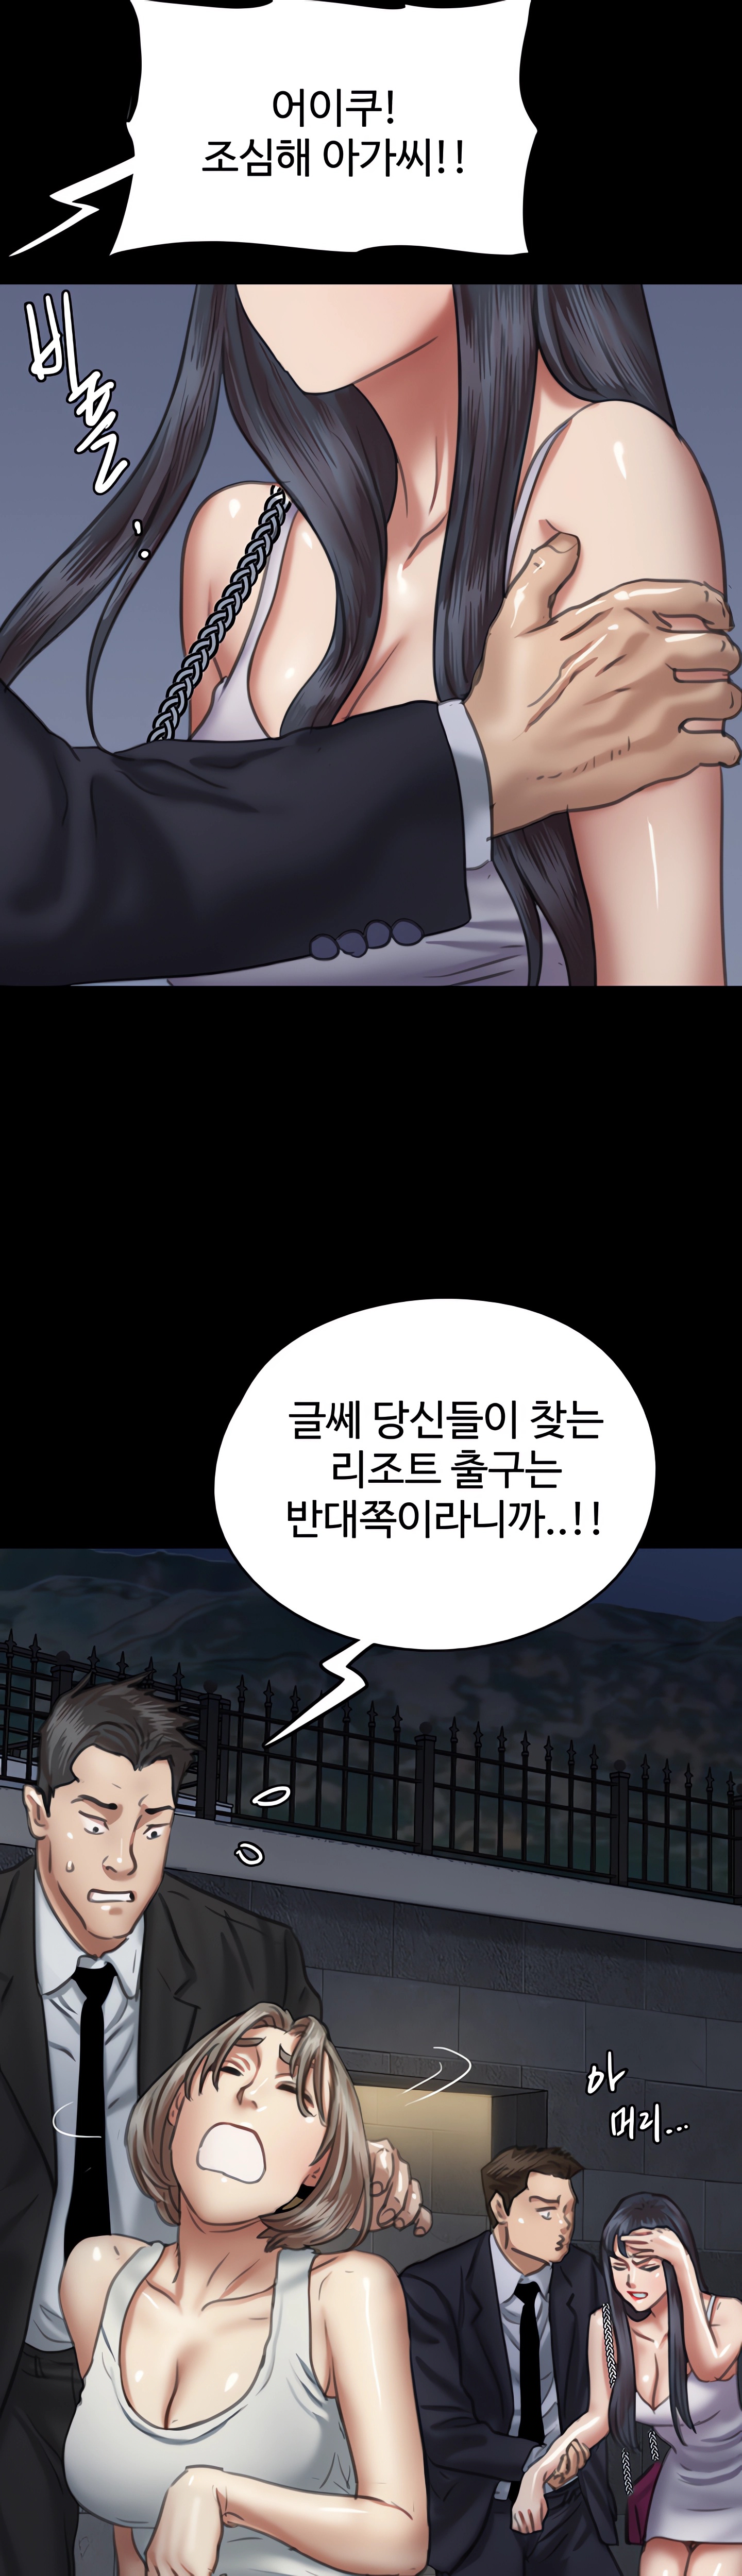 어이쿠!
조심해 아가씨!!
비틀
글쎄 당신들이 찾는
리조트 출구는
반대쪽이라니까..!!
아
머리...